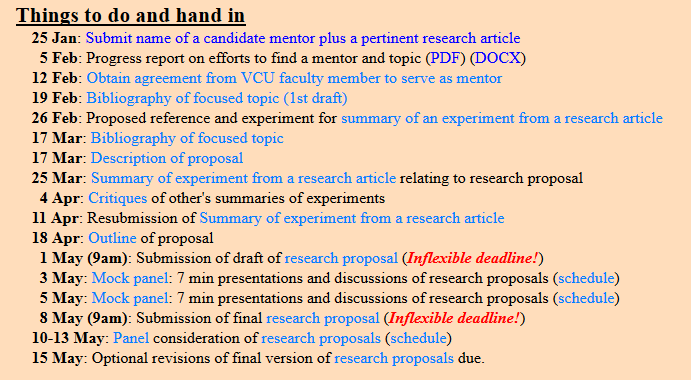 Things to do and hand in
25 Jan: Submit name of a candidate mentor plus a pertinent research article
5 Feb: Progress report on efforts to find a mentor and topic (PDF) (DOCX)
12 Feb: Obtain agreement from VCU faculty member to serve as mentor
19 Feb: Bibliography of focused topic (1st draft)
26 Feb: Proposed reference and experiment for summary of an experiment from a research article
17 Mar: Bibliography of focused topic
17 Mar: Description of proposal
25 Mar: Summary of experiment from a research article relating to research proposal
4 Apr: Critiques of other's summaries of experiments
11 Apr: Resubmission of Summary of experiment from a research article
18 Apr: Outline of proposal
1 May (9am): Submission of draft of research proposal (Inflexible deadline!)
3 May: Mock panel: 7 min presentations and discussions of research proposals (schedule)
5 May: Mock panel: 7 min presentations and discussions of research proposals (schedule)
8 May (9am): Submission of final research proposal (Inflexible deadline!)
10-13 May: Panel consideration of research proposals (schedule)
15 May: Optional revisions of final version of research proposals due.